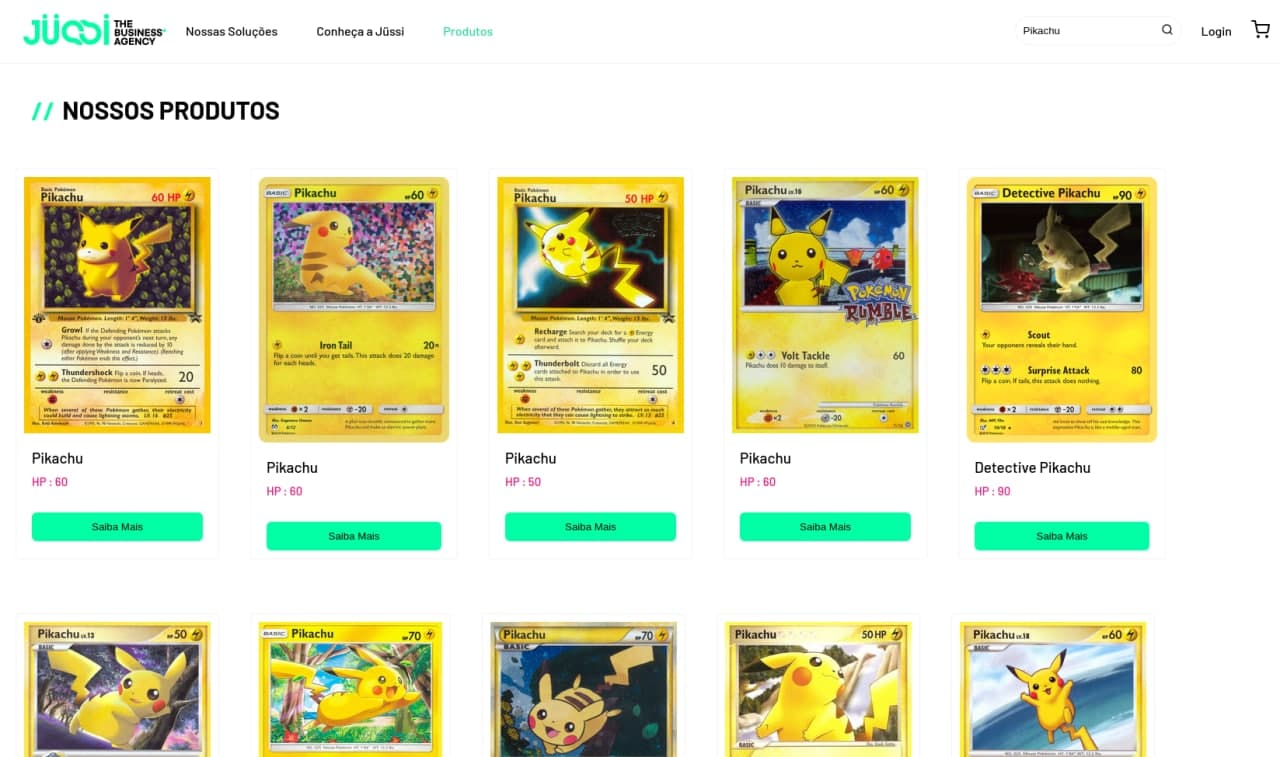 JÜSSI THE BUSINESS AGENCY
Nossas Soluções
Conheça a Jüssi
Produtos
Pikachu
Login
// NOSSOS PRODUTOS
Basic Pokémon
Pikachu 60 HP
Mouse Pokémon. Length: 1' 4", Weight: 13 lbs.
Growl If the Defending Pokémon attacks
Pikachu during your opponent's next turn, any
damage done by the attack is reduced by 10
(after applying Weakness and Resistance). (Benching
either Pokémon ends this effect.)
Thundershock Flip a coin. If heads,
the Defending Pokémon is now Paralyzed. 20
weakness resistance retreat cost
When several of these Pokémon gather, their electricity
could build and cause lightning storms.
Pikachu
HP : 60
Saiba Mais
BASIC Pikachu HP60
Iron Tail 20×
Flip a coin until you get tails. This attack does 20 damage
for each heads.
weakness ×2 resistance -20 retreat
Pikachu
HP : 60
Saiba Mais
Basic Pokémon
Pikachu 50 HP
Mouse Pokémon. Length: 1' 4", Weight: 13 lbs.
Recharge Search your deck for a Energy
card and attach it to Pikachu. Shuffle your deck
afterward.
Thunderbolt Discard all Energy
cards attached to Pikachu in order to use
this attack. 50
weakness resistance retreat cost
When several of these Pokémon gather, they attract so much
electricity that they can cause lightning to strike.
Pikachu
HP : 50
Saiba Mais
Pikachu LV.16 HP60
BASIC
POKÉMON
RUMBLE
Volt Tackle 60
Pikachu does 10 damage to itself.
weakness ×2 resistance -20 retreat cost
Pikachu
HP : 60
Saiba Mais
BASIC Detective Pikachu HP90
Scout
Your opponent reveals their hand.
Surprise Attack 80
Flip a coin. If tails, this attack does nothing.
weakness ×2 resistance -20 retreat
Detective Pikachu
HP : 90
Saiba Mais
Pikachu LV.13 HP50
BASIC
BASIC Pikachu HP70
Pikachu HP70
BASIC
Pikachu 50 HP
BASIC
Pikachu LV.18 HP60
BASIC